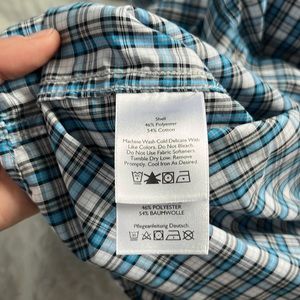 Shell
46% Polyester
54% Cotton
Machine Wash Cold Delicate With
Like Colors. Do Not Bleach.
Do Not Use Fabric Softeners.
Tumble Dry Low. Remove
Promptly. Cool Iron As Desired.
46% POLYESTER
54% BAUMWOLLE
Pflegeanleitung Deutsch